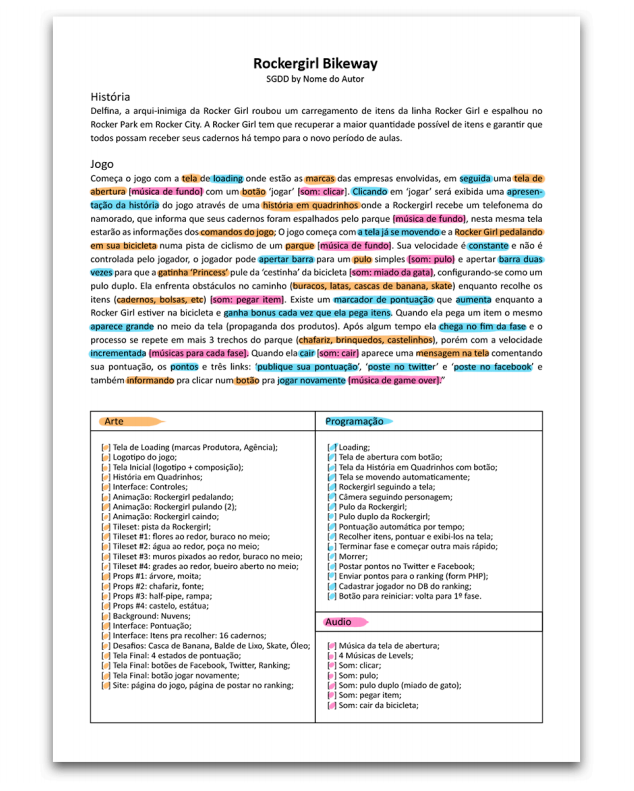 Rockergirl Bikeway
SGDD by Nome do Autor
História
Delfina, a arqui-inimiga da Rocker Girl roubou um carregamento de itens da linha Rocker Girl e espalhou no
Rocker Park em Rocker City. A Rocker Girl tem que recuperar a maior quantidade possível de itens e garantir que
todos possam receber seus cadernos há tempo para o novo período de aulas.
Jogo
Começa o jogo com a tela de loading onde estão as marcas das empresas envolvidas, em seguida uma tela de
abertura [música de fundo] com um botão 'jogar' [som: clicar]. Clicando em 'jogar' será exibida uma apresen-
tação da história do jogo através de uma história em quadrinhos onde a Rockergirl recebe um telefonema do
namorado, que informa que seus cadernos foram espalhados pelo parque [música de fundo], nesta mesma tela
estarão as informações dos comandos do jogo; O jogo começa com a tela já se movendo e a Rocker Girl pedalando
em sua bicicleta numa pista de ciclismo de um parque [música de fundo]. Sua velocidade é constante e não é
controlada pelo jogador, o jogador pode apertar barra para um pulo simples [som: pulo] e apertar barra duas
vezes para que a gatinha 'Princess' pule da 'cestinha' da bicicleta [som: miado da gata], configurando-se como um
pulo duplo. Ela enfrenta obstáculos no caminho (buracos, latas, cascas de banana, skate) enquanto recolhe os
itens (cadernos, bolsas, etc) [som: pegar item]. Existe um marcador de pontuação que aumenta enquanto a
Rocker Girl estiver na bicicleta e ganha bonus cada vez que ela pega itens. Quando ela pega um item o mesmo
aparece grande no meio da tela (propaganda dos produtos). Após algum tempo ela chega no fim da fase e o
processo se repete em mais 3 trechos do parque (chafariz, brinquedos, castelinhos), porém com a velocidade
incrementada [músicas para cada fase]. Quando ela cair [som: cair] aparece uma mensagem na tela comentando
sua pontuação, os pontos e três links: 'publique sua pontuação', 'poste no twitter' e 'poste no facebook' e
também informando pra clicar num botão pra jogar novamente [música de game over]."
Arte
[ ] Tela de Loading (marcas Produtora, Agência);
[ ] Logotipo do jogo;
[ ] Tela Inicial (logotipo + composição);
[ ] História em Quadrinhos;
[ ] Interface: Controles;
[ ] Animação: Rockergirl pedalando;
[ ] Animação: Rockergirl pulando (2);
[ ] Animação: Rockergirl caindo;
[ ] Tileset: pista da Rockergirl;
[ ] Tileset #1: flores ao redor, buraco no meio;
[ ] Tileset #2: água ao redor, poça no meio;
[ ] Tileset #3: muros pixados ao redor, buraco no meio;
[ ] Tileset #4: grades ao redor, bueiro aberto no meio;
[ ] Props #1: árvore, moita;
[ ] Props #2: chafariz, fonte;
[ ] Props #3: half-pipe, rampa;
[ ] Props #4: castelo, estátua;
[ ] Background: Nuvens;
[ ] Interface: Pontuação;
[ ] Interface: Itens pra recolher: 16 cadernos;
[ ] Desafios: Casca de Banana, Balde de Lixo, Skate, Óleo;
[ ] Tela Final: 4 estados de pontuação;
[ ] Tela Final: botões de Facebook, Twitter, Ranking;
[ ] Tela Final: botão jogar novamente;
[ ] Site: página do jogo, página de postar no ranking;
Programação
[ ] Loading;
[ ] Tela de abertura com botão;
[ ] Tela da História em Quadrinhos com botão;
[ ] Tela se movendo automaticamente;
[ ] Rockergirl seguindo a tela;
[ ] Câmera seguindo personagem;
[ ] Pulo da Rockergirl;
[ ] Pulo duplo da Rockergirl;
[ ] Pontuação automática por tempo;
[ ] Recolher itens, pontuar e exibi-los na tela;
[ ] Terminar fase e começar outra mais rápido;
[ ] Morrer;
[ ] Postar pontos no Twitter e Facebook;
[ ] Enviar pontos para o ranking (form PHP);
[ ] Cadastrar jogador no DB do ranking;
[ ] Botão para reiniciar: volta para 1ª fase.
Audio
[ ] Música da tela de abertura;
[ ] 4 Músicas de Levels;
[ ] Som: clicar;
[ ] Som: pulo;
[ ] Som: pulo duplo (miado de gato);
[ ] Som: pegar item;
[ ] Som: cair da bicicleta;